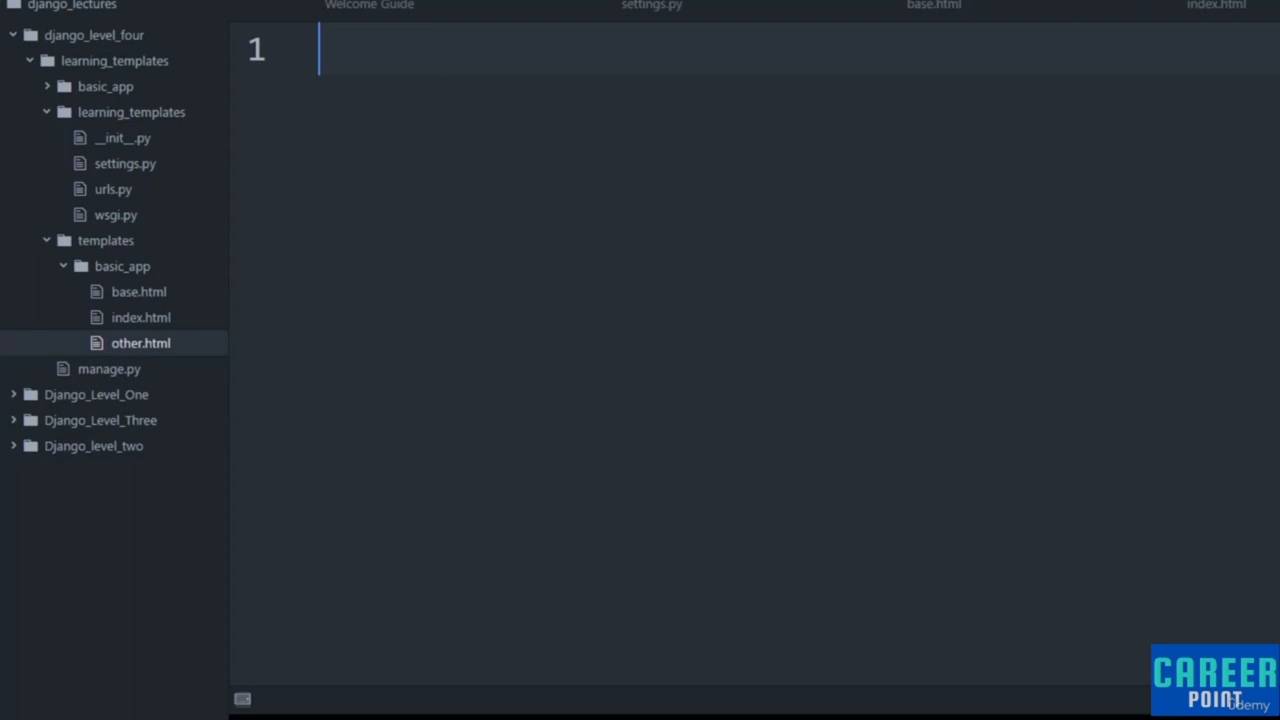 django_lectures
Welcome Guide
settings.py
base.html
index.html
django_level_four
learning_templates
basic_app
learning_templates
__init__.py
settings.py
urls.py
wsgi.py
templates
basic_app
base.html
index.html
other.html
manage.py
Django_Level_One
Django_Level_Three
Django_level_two
1
CAREER
POINT
Udemy